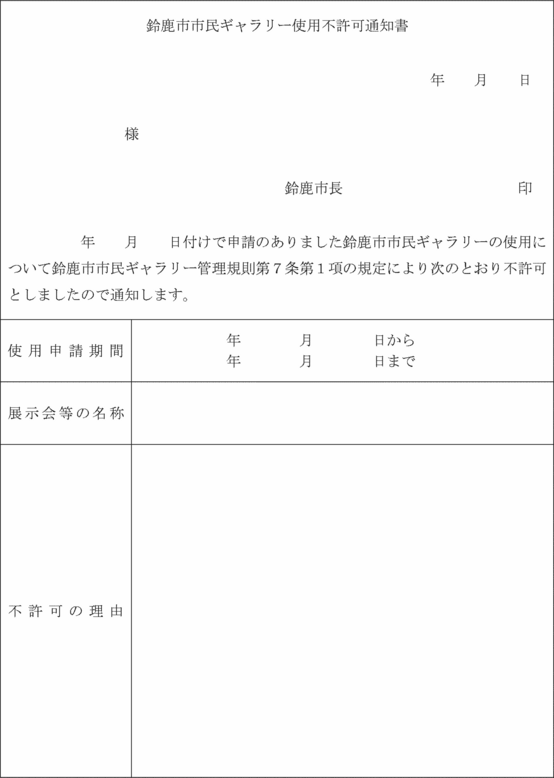 鈴鹿市市民ギャラリー使用不許可通知書
年　　月　　日
様
鈴鹿市長　　　　　　　　　　　　印
年　　月　　日付けで申請のありました鈴鹿市市民ギャラリーの使用に
ついて鈴鹿市市民ギャラリー管理規則第７条第１項の規定により次のとおり不許可
としましたので通知します。
使用申請期間
年　　　　月　　　　日から
年　　　　月　　　　日まで
展示会等の名称
不許可の理由